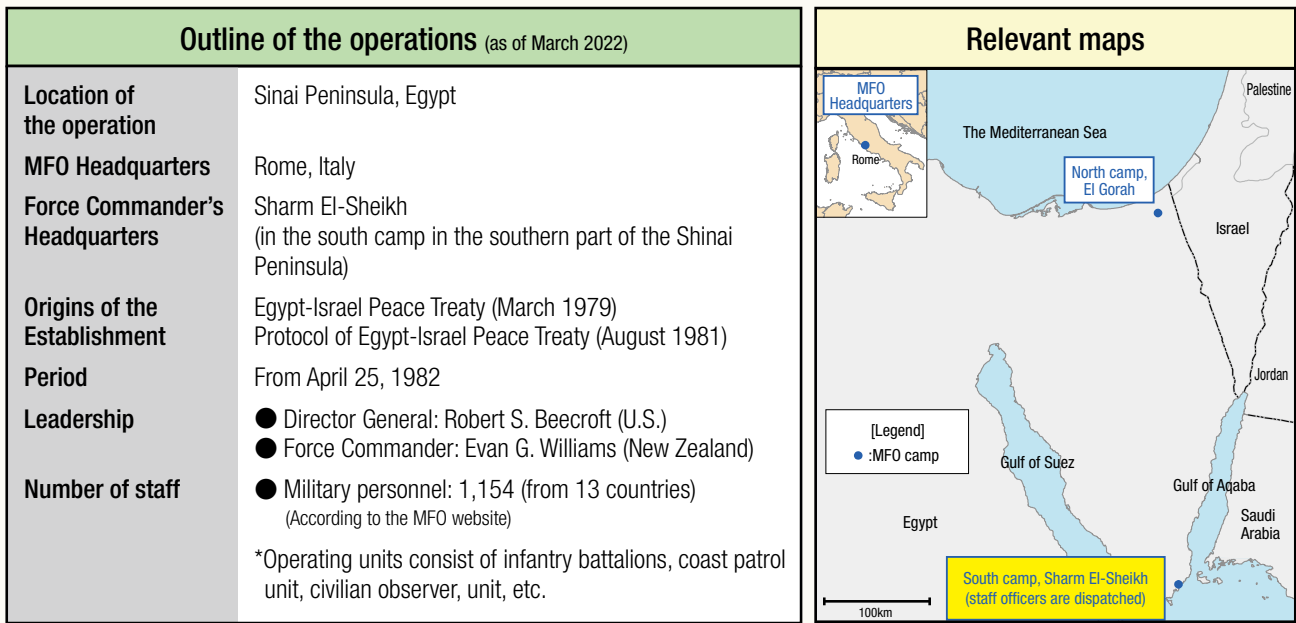 Outline of the operations (as of March 2022)
Location of
the operation
Sinai Peninsula, Egypt
MFO Headquarters
Rome, Italy
Force Commander's
Headquarters
Sharm El-Sheikh
(in the south camp in the southern part of the Shinai
Peninsula)
Origins of the
Establishment
Egypt-Israel Peace Treaty (March 1979)
Protocol of Egypt-Israel Peace Treaty (August 1981)
Period
From April 25, 1982
Leadership
● Director General: Robert S. Beecroft (U.S.)
● Force Commander: Evan G. Williams (New Zealand)
Number of staff
● Military personnel: 1,154 (from 13 countries)
(According to the MFO website)
*Operating units consist of infantry battalions, coast patrol
unit, civilian observer, unit, etc.
Relevant maps
MFO
Headquarters
Rome
The Mediterranean Sea
Palestine
North camp,
El Gorah
Israel
Jordan
[Legend]
● :MFO camp
Gulf of Suez
Gulf of Aqaba
Egypt
Saudi
Arabia
South camp, Sharm El-Sheikh
(staff officers are dispatched)
100km